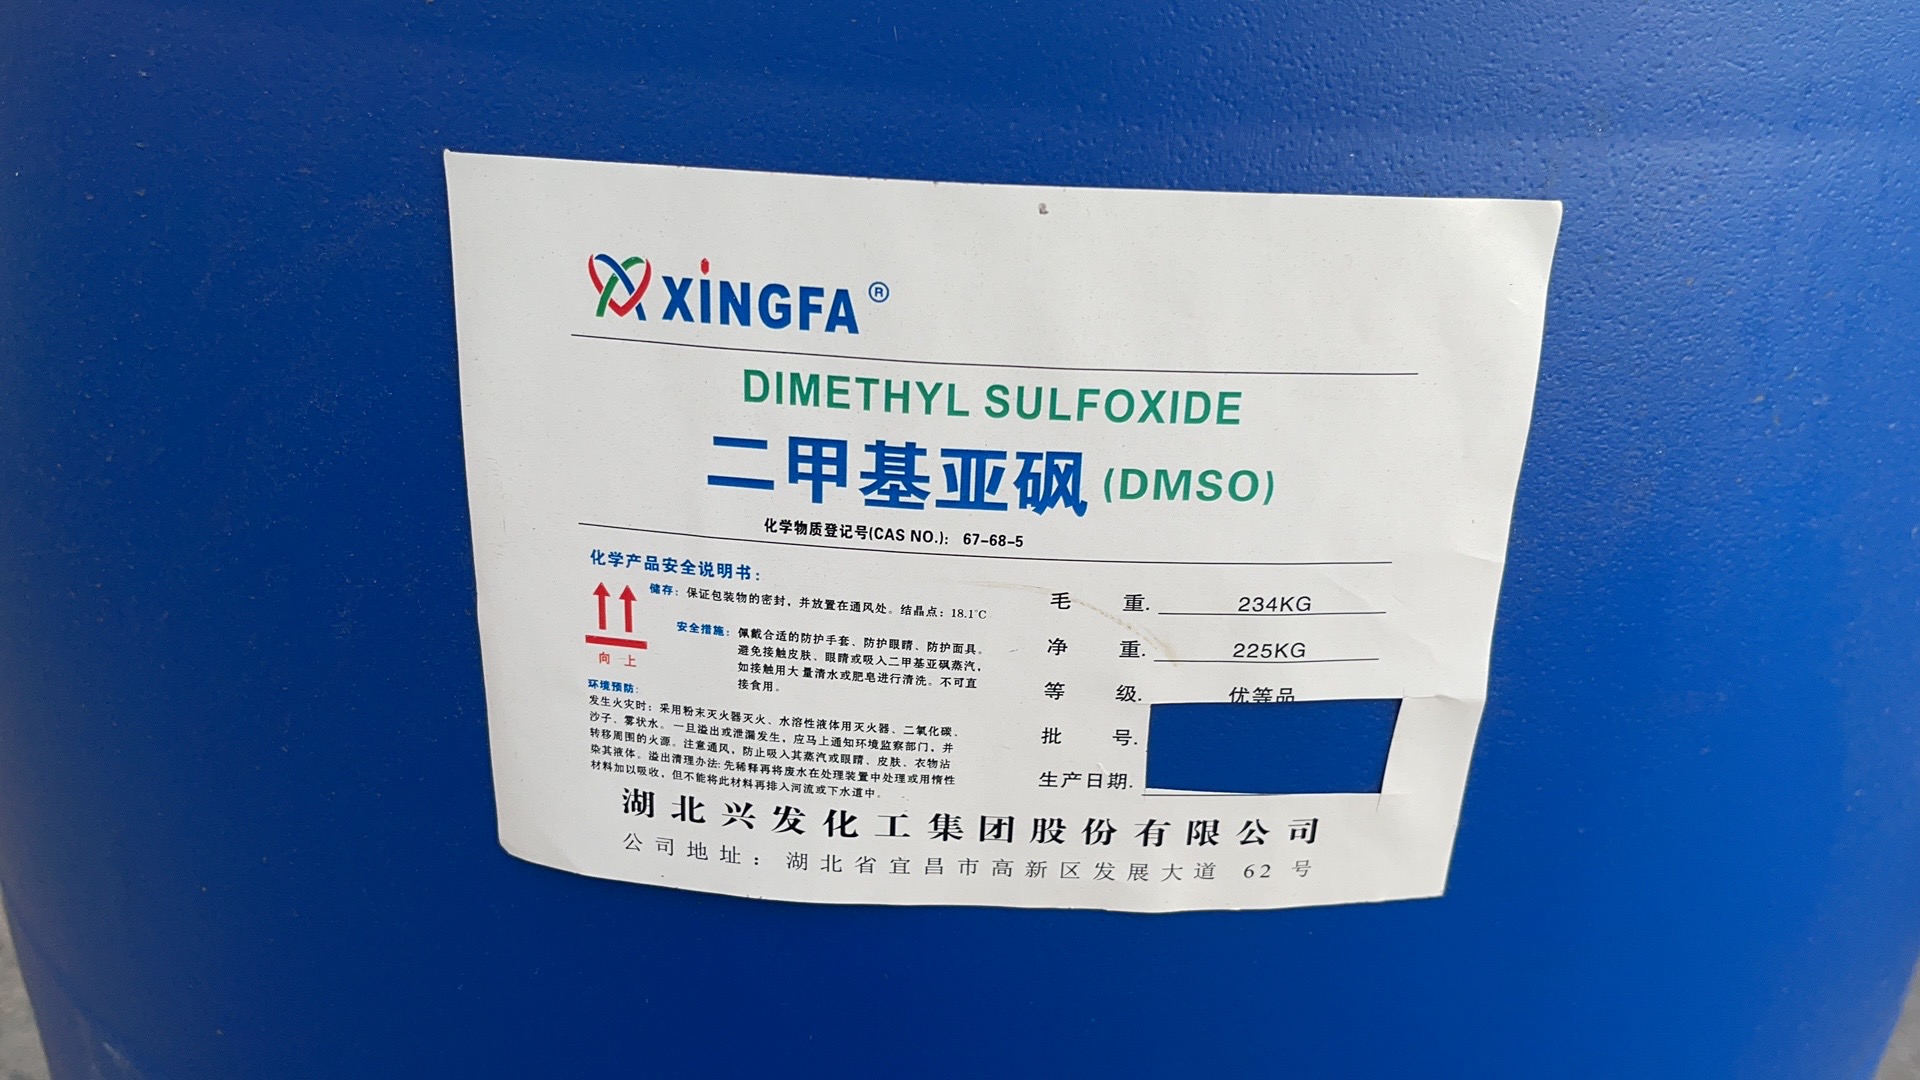 XINGFA®
DIMETHYL SULFOXIDE
二甲基亚砜(DMSO)
化学物质登记号(CAS NO.): 67-68-5
化学产品安全说明书:
储存: 保证包装物的密封，并放置在通风处。结晶点: 18.1℃
向上
安全措施: 佩戴合适的防护手套、防护眼睛、防护面具。
避免接触皮肤、眼睛或吸入二甲基亚砜蒸汽，
如接触用大量清水或肥皂进行清洗。不可直
接食用。
环境预防:
发生火灾时: 采用粉末灭火器灭火、水溶性液体用灭火器、二氧化碳、
沙子、雾状水。一旦溢出或泄漏发生，应马上通知环境监察部门，并
转移周围的火源。注意通风，防止吸入其蒸汽或眼睛、皮肤、衣物沾
染其液体。溢出清理办法: 先稀释再将废水在处理装置中处理或用惰性
材料加以吸收，但不能将此材料再排入河流或下水道中。
毛 重. 234KG
净 重. 225KG
等 级. 优等品
批 号.
生产日期.
湖北兴发化工集团股份有限公司
公司地址: 湖北省宜昌市高新区发展大道 62 号